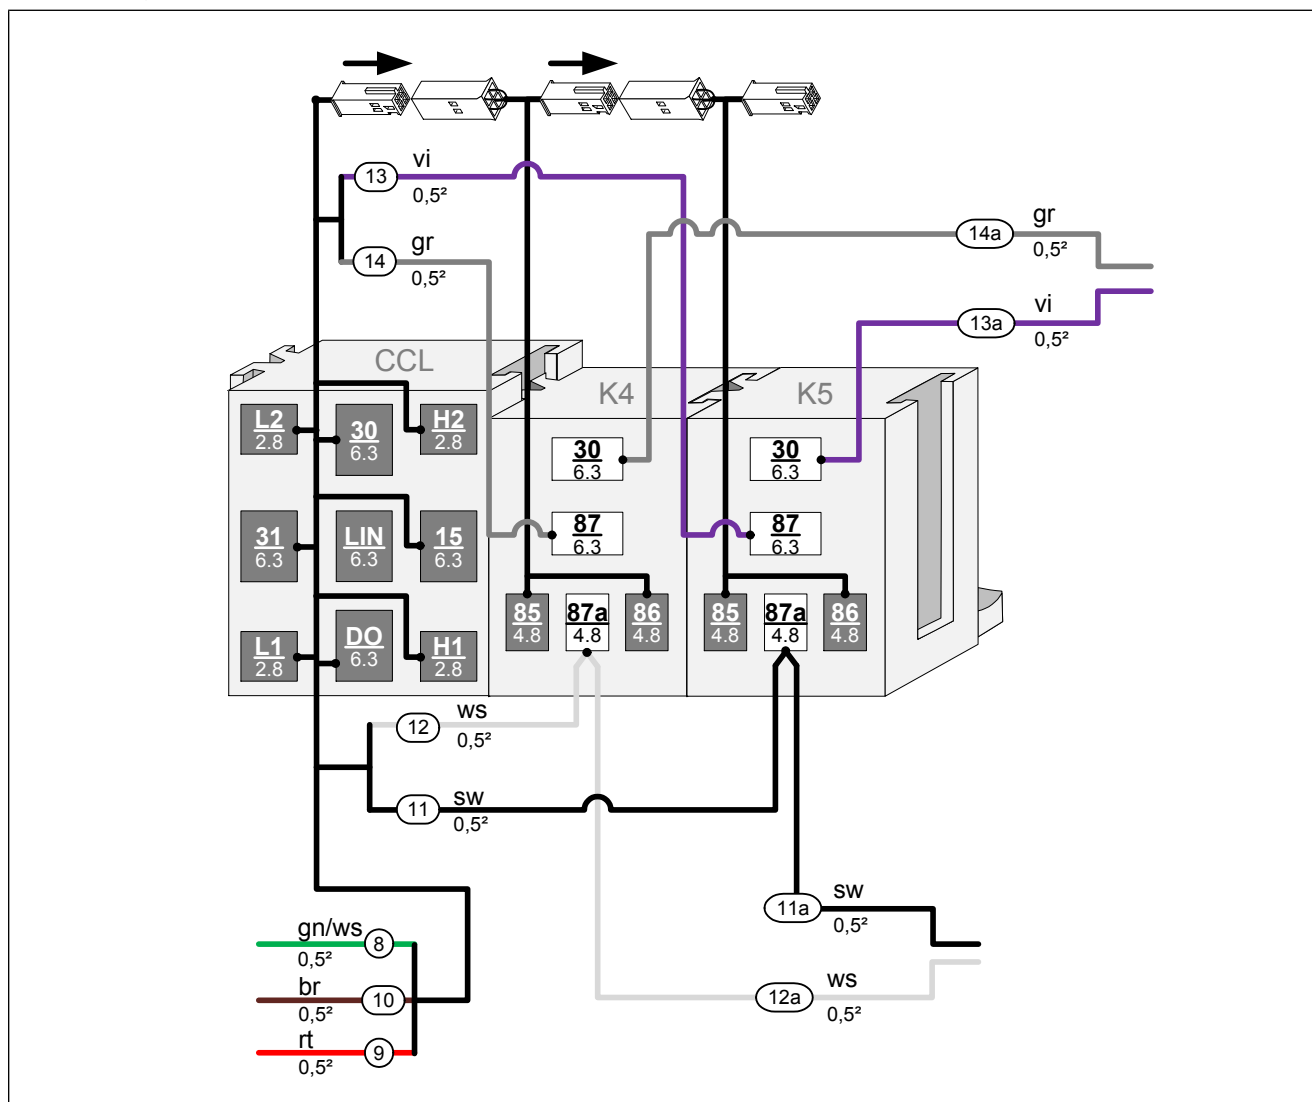 vi
13
0,5²
gr
14
0,5²
gr
14a
0,5²
vi
13a
0,5²
CCL
K4
K5
L2
2.8
30
6.3
H2
2.8
31
6.3
LIN
6.3
15
6.3
L1
2.8
DO
6.3
H1
2.8
30
6.3
87
6.3
85
4.8
87a
4.8
86
4.8
30
6.3
87
6.3
85
4.8
87a
4.8
86
4.8
ws
12
0,5²
sw
11
0,5²
sw
11a
0,5²
gn/ws
8
0,5²
br
10
0,5²
rt
9
0,5²
ws
12a
0,5²